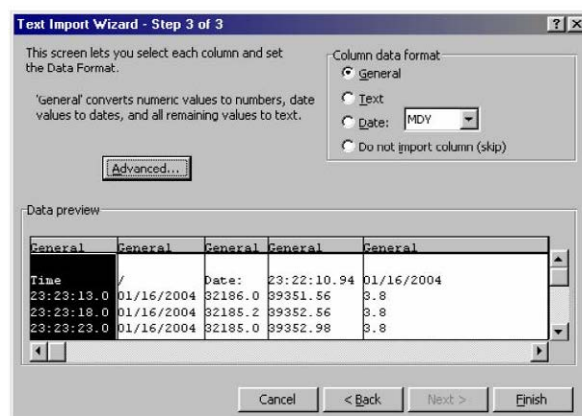 Text Import Wizard - Step 3 of 3
This screen lets you select each column and set
the Data Format.
'General' converts numeric values to numbers, date
values to dates, and all remaining values to text.
Advanced...
Column data format
General
Text
Date: MDY
Do not import column (skip)
Data preview
General General General General General
Time / Date: 23:22:10.94 01/16/2004
23:23:13.0 01/16/2004 32186.0 39351.56 3.8
23:23:18.0 01/16/2004 32185.2 39352.56 3.8
23:23:23.0 01/16/2004 32185.0 39352.98 3.8
Cancel < Back Next > Finish